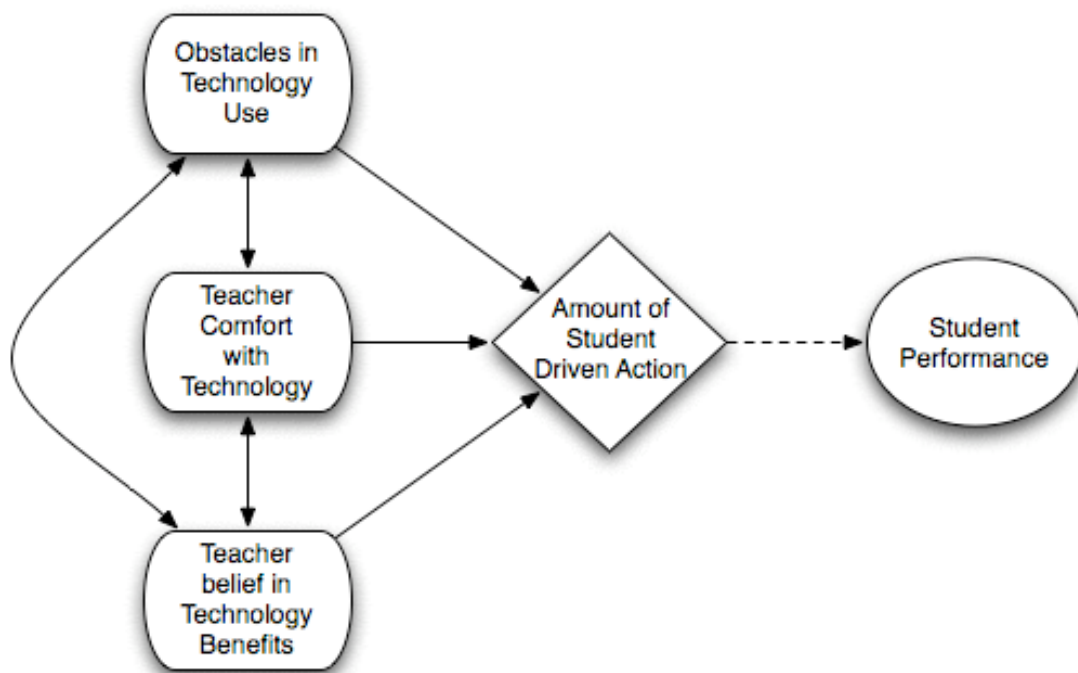 Obstacles in
Technology
Use
Teacher
Comfort
with
Technology
Teacher
belief in
Technology
Benefits
Amount of
Student
Driven Action
Student
Performance